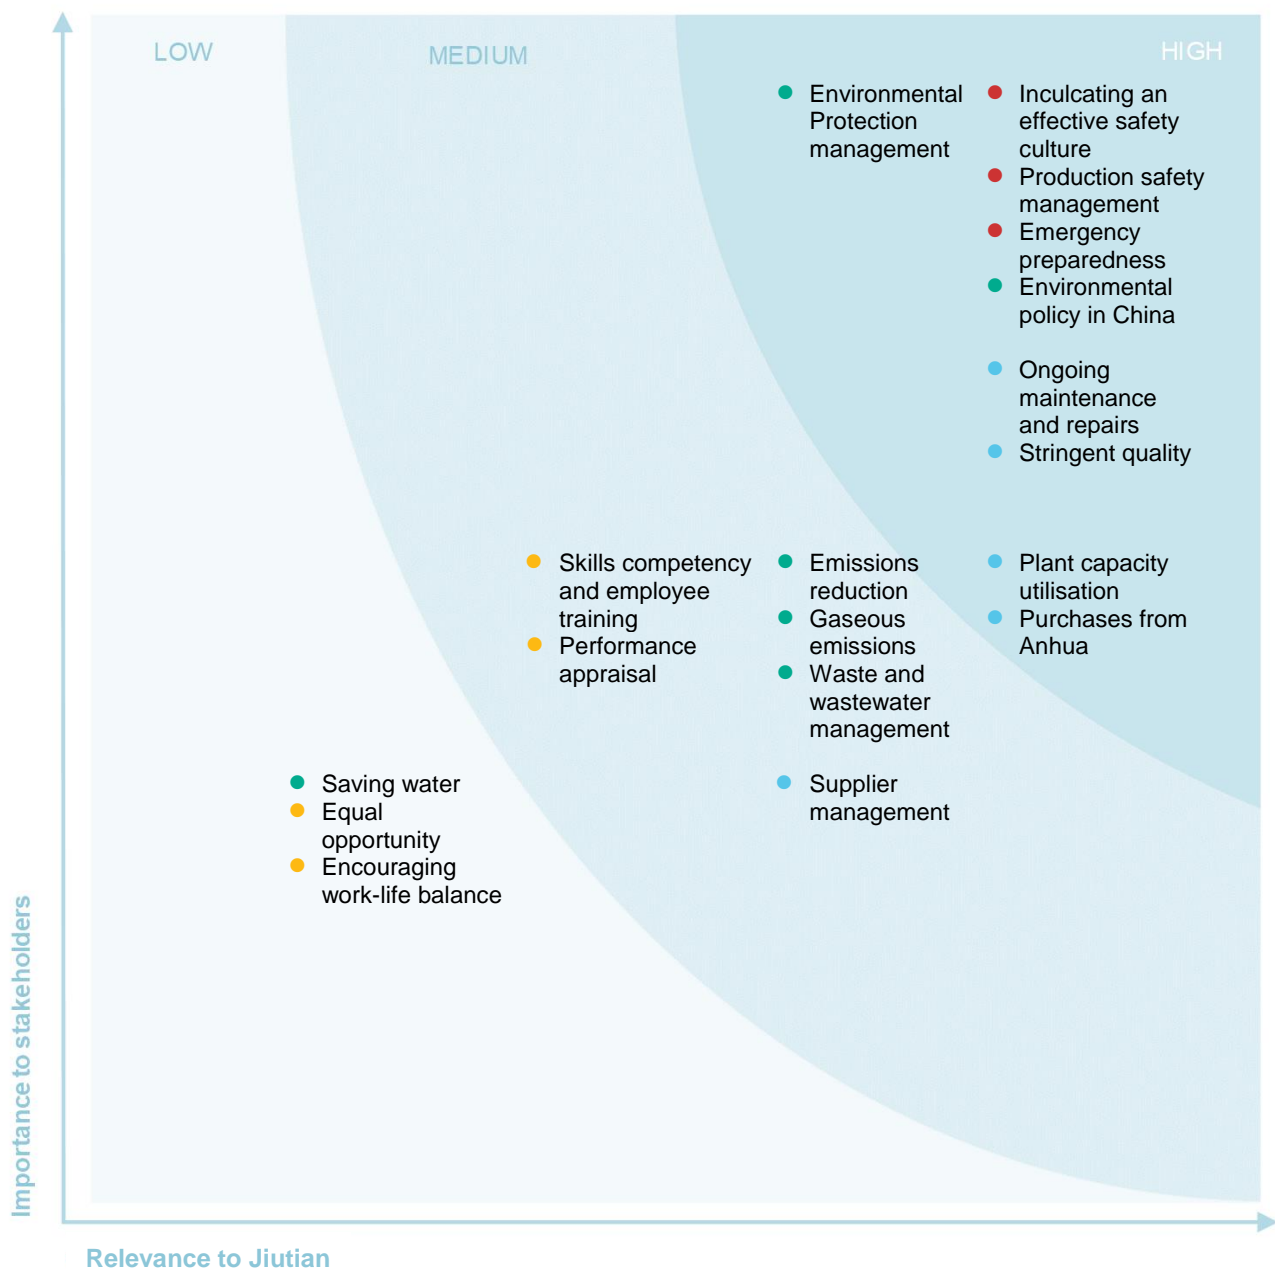 LOW
MEDIUM
HIGH
Environmental
Protection
management
Inculcating an
effective safety
culture
Production safety
management
Emergency
preparedness
Environmental
policy in China
Ongoing
maintenance
and repairs
Stringent quality
Skills competency
and employee
training
Performance
appraisal
Emissions
reduction
Gaseous
emissions
Waste and
wastewater
management
Plant capacity
utilisation
Purchases from
Anhua
Saving water
Equal
opportunity
Encouraging
work-life balance
Supplier
management
Importance to stakeholders
Relevance to Jiutian